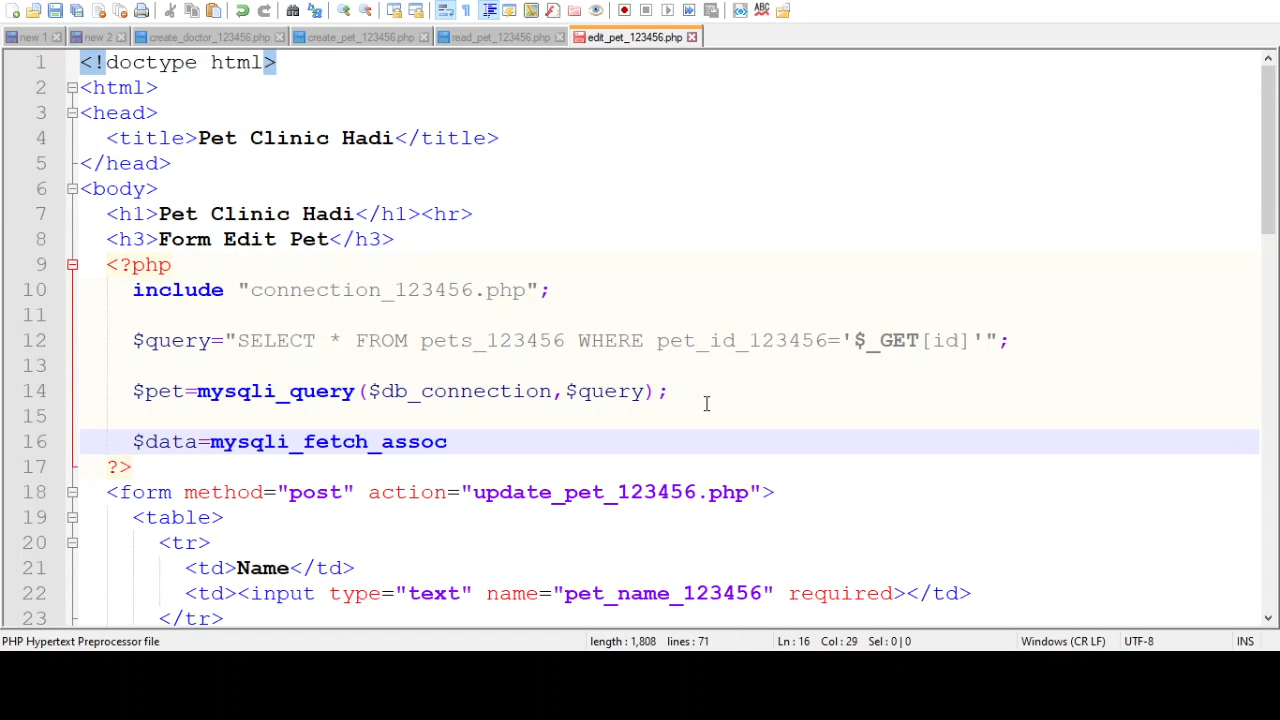 new 1 new 2 create_doctor_123456.php create_pet_123456.php read_pet_123456.php edit_pet_123456.php
1 <!doctype html>
2 <html>
3 <head>
4 <title>Pet Clinic Hadi</title>
5 </head>
6 <body>
7 <h1>Pet Clinic Hadi</h1><hr>
8 <h3>Form Edit Pet</h3>
9 <?php
10 include "connection_123456.php";
11
12 $query="SELECT * FROM pets_123456 WHERE pet_id_123456='$_GET[id]'";
13
14 $pet=mysqli_query($db_connection,$query);
15
16 $data=mysqli_fetch_assoc
17 ?>
18 <form method="post" action="update_pet_123456.php">
19 <table>
20 <tr>
21 <td>Name</td>
22 <td><input type="text" name="pet_name_123456" required></td>
23 </tr>
PHP Hypertext Preprocessor file length : 1,808 lines : 71 Ln : 16 Col : 29 Sel : 0 | 0 Windows (CR LF) UTF-8 INS